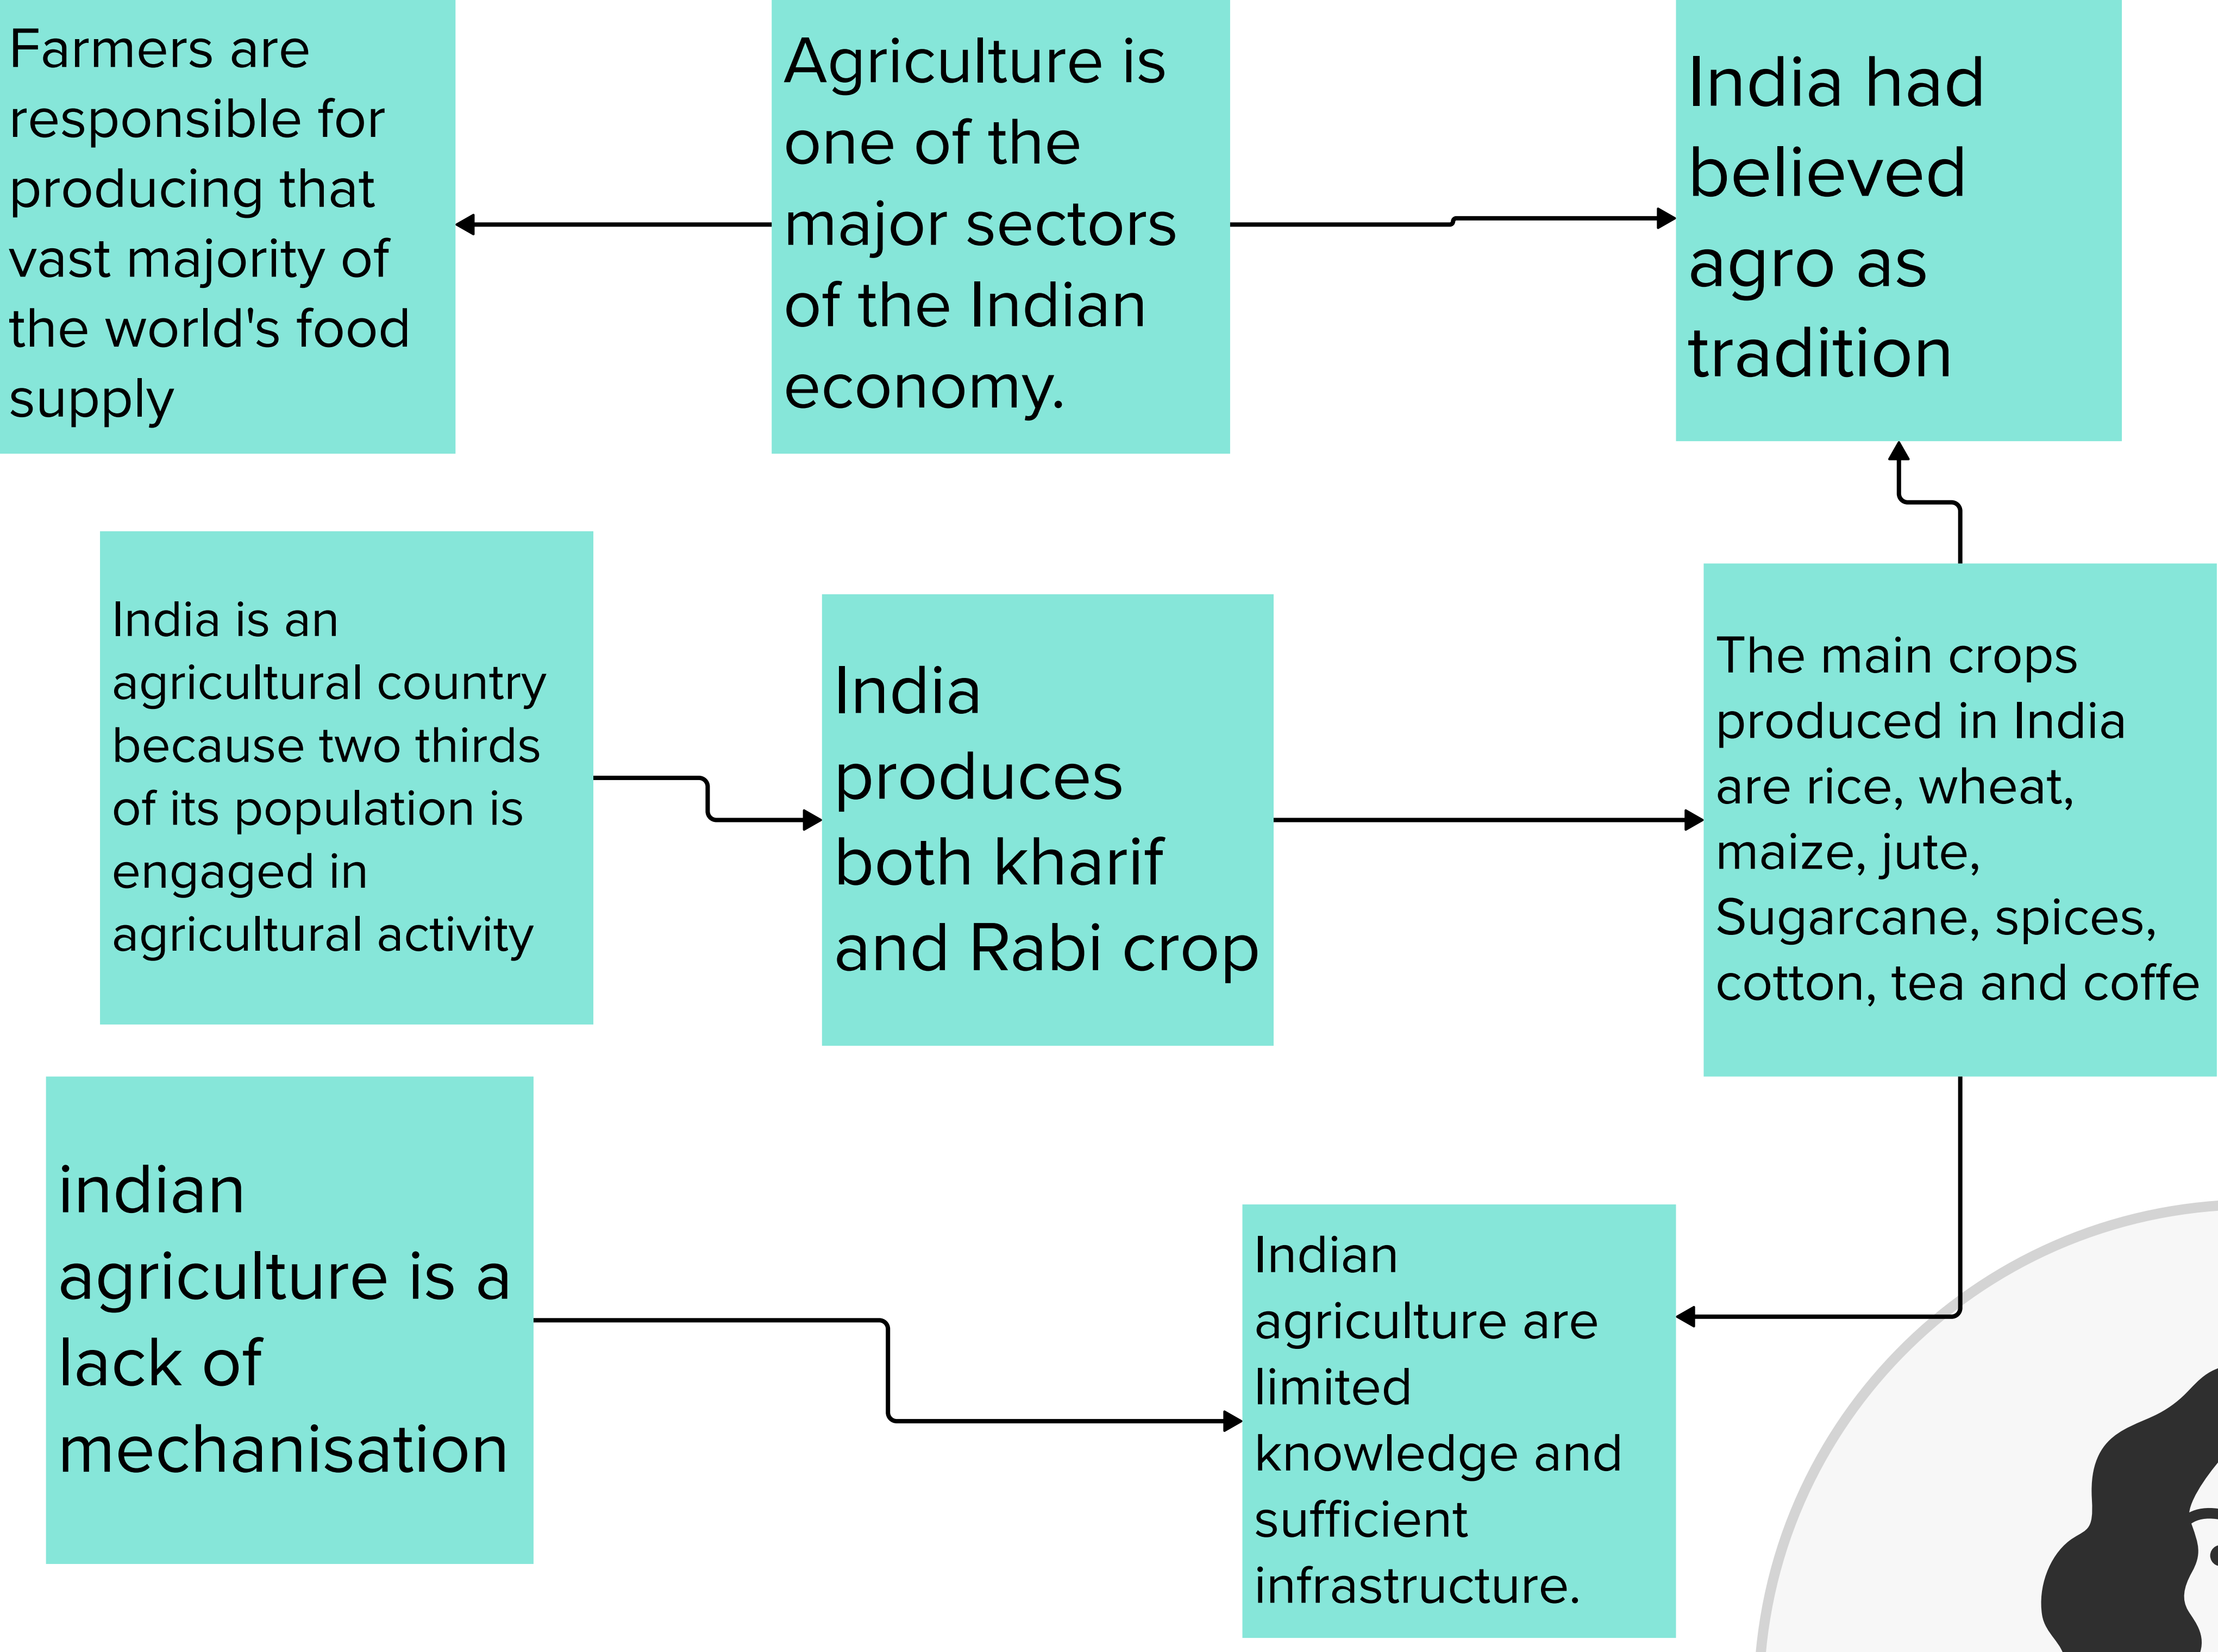 Farmers are
responsible for
producing that
vast majority of
the world's food
supply
Agriculture is
one of the
major sectors
of the Indian
economy.
India had
believed
agro as
tradition
India is an
agricultural country
because two thirds
of its population is
engaged in
agricultural activity
India
produces
both kharif
and Rabi crop
The main crops
produced in India
are rice, wheat,
maize, jute,
Sugarcane, spices,
cotton, tea and coffe
indian
agriculture is a
lack of
mechanisation
Indian
agriculture are
limited
knowledge and
sufficient
infrastructure.